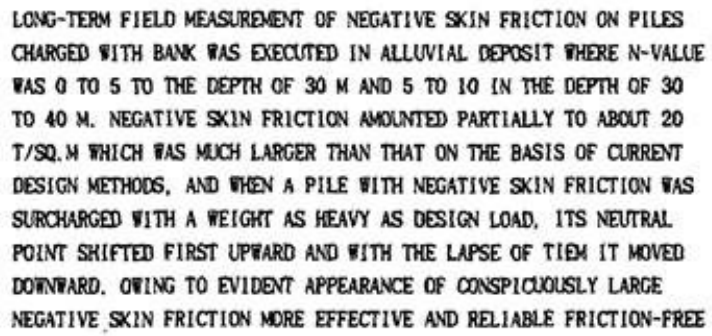 LONG-TERM FIELD MEASUREMENT OF NEGATIVE SKIN FRICTION ON PILES
CHARGED WITH BANK WAS EXECUTED IN ALLUVIAL DEPOSIT WHERE N-VALUE
WAS 0 TO 5 TO THE DEPTH OF 30 M AND 5 TO 10 IN THE DEPTH OF 30
TO 40 M. NEGATIVE SKIN FRICTION AMOUNTED PARTIALLY TO ABOUT 20
T/SQ.M WHICH WAS MUCH LARGER THAN THAT ON THE BASIS OF CURRENT
DESIGN METHODS, AND WHEN A PILE WITH NEGATIVE SKIN FRICTION WAS
SURCHARGED WITH A WEIGHT AS HEAVY AS DESIGN LOAD, ITS NEUTRAL
POINT SHIFTED FIRST UPWARD AND WITH THE LAPSE OF TIEM IT MOVED
DOWNWARD. OWING TO EVIDENT APPEARANCE OF CONSPICUOUSLY LARGE
NEGATIVE SKIN FRICTION MORE EFFECTIVE AND RELIABLE FRICTION-FREE